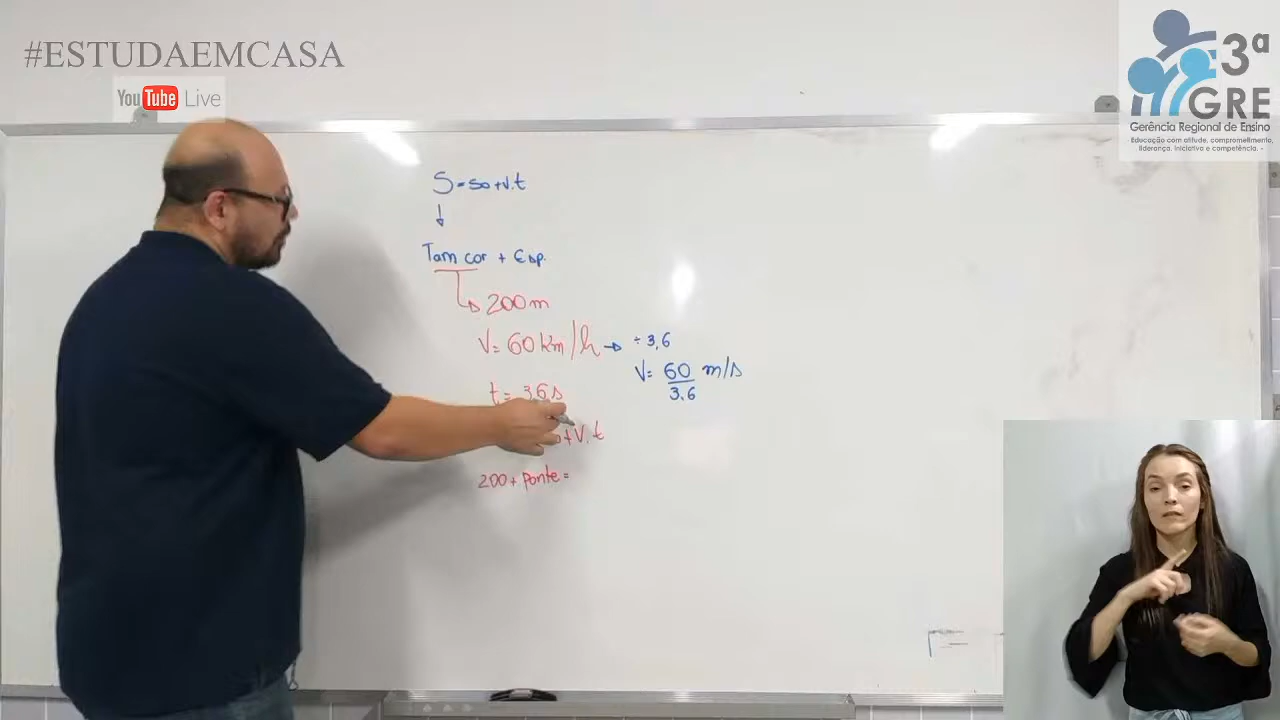 #ESTUDAEMCASA
YouTube Live
3ª
GRE
Gerência Regional de Ensino
Educação com atitude, comprometimento,
liderança, iniciativa e competência. -
S=so+v.t
Tam cor + Esp.
200m
V= 60 km/h → ÷ 3,6
V= 60/3.6 m/s
t= 36s
+V.t
200+ ponte =